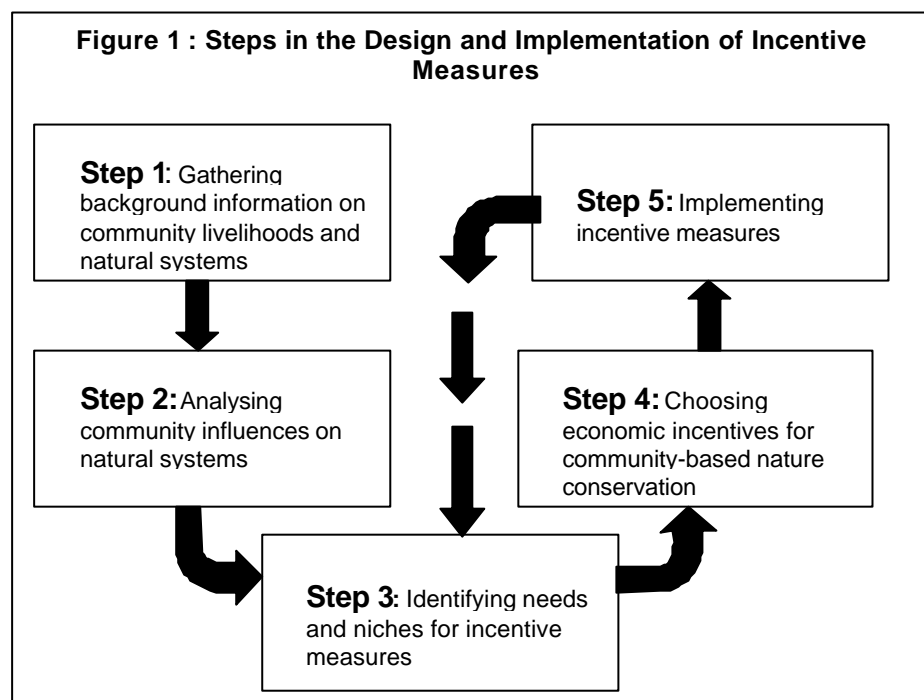 Figure 1 : Steps in the Design and Implementation of Incentive
Measures
Step 1: Gathering
background information on
community livelihoods and
natural systems
Step 2: Analysing
community influences on
natural systems
Step 3: Identifying needs
and niches for incentive
measures
Step 4: Choosing
economic incentives for
community-based nature
conservation
Step 5: Implementing
incentive measures